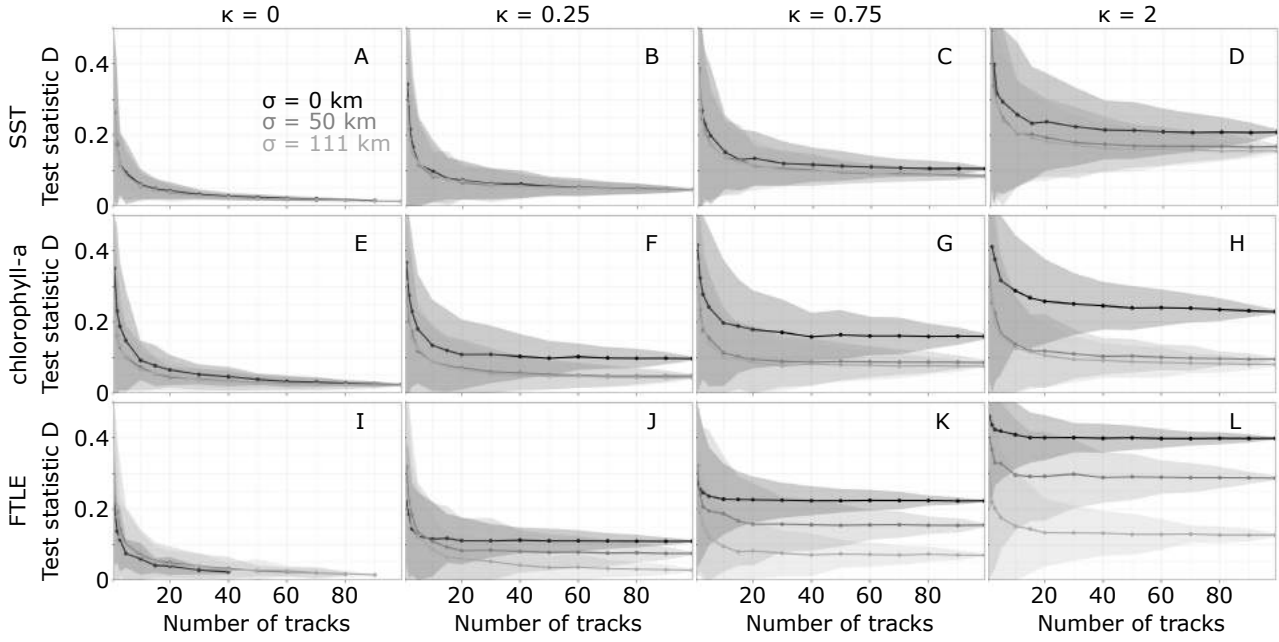 κ = 0 κ = 0.25 κ = 0.75 κ = 2
SST
Test statistic D
0.4
0.2
0
A
B
C
D
σ = 0 km
σ = 50 km
σ = 111 km
chlorophyll-a
Test statistic D
0.4
0.2
0
E
F
G
H
FTLE
Test statistic D
0.4
0.2
0
I
J
K
L
20 40 60 80 20 40 60 80 20 40 60 80 20 40 60 80
Number of tracks Number of tracks Number of tracks Number of tracks